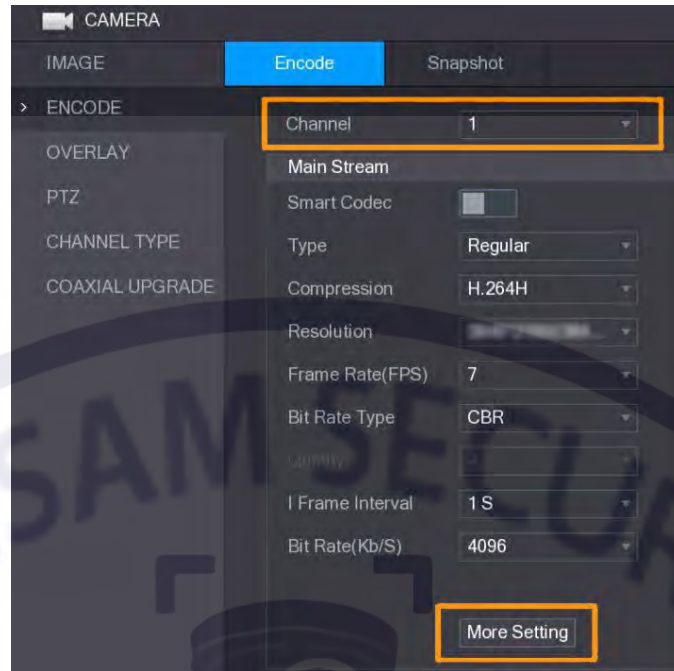 CAMERA
IMAGE Encode Snapshot
> ENCODE
Channel 1
OVERLAY
Main Stream
PTZ
Smart Codec
CHANNEL TYPE
Type Regular
COAXIAL UPGRADE
Compression H.264H
Resolution
Frame Rate(FPS) 7
Bit Rate Type CBR
Quality
I Frame Interval 1 S
Bit Rate(Kb/S) 4096
More Setting